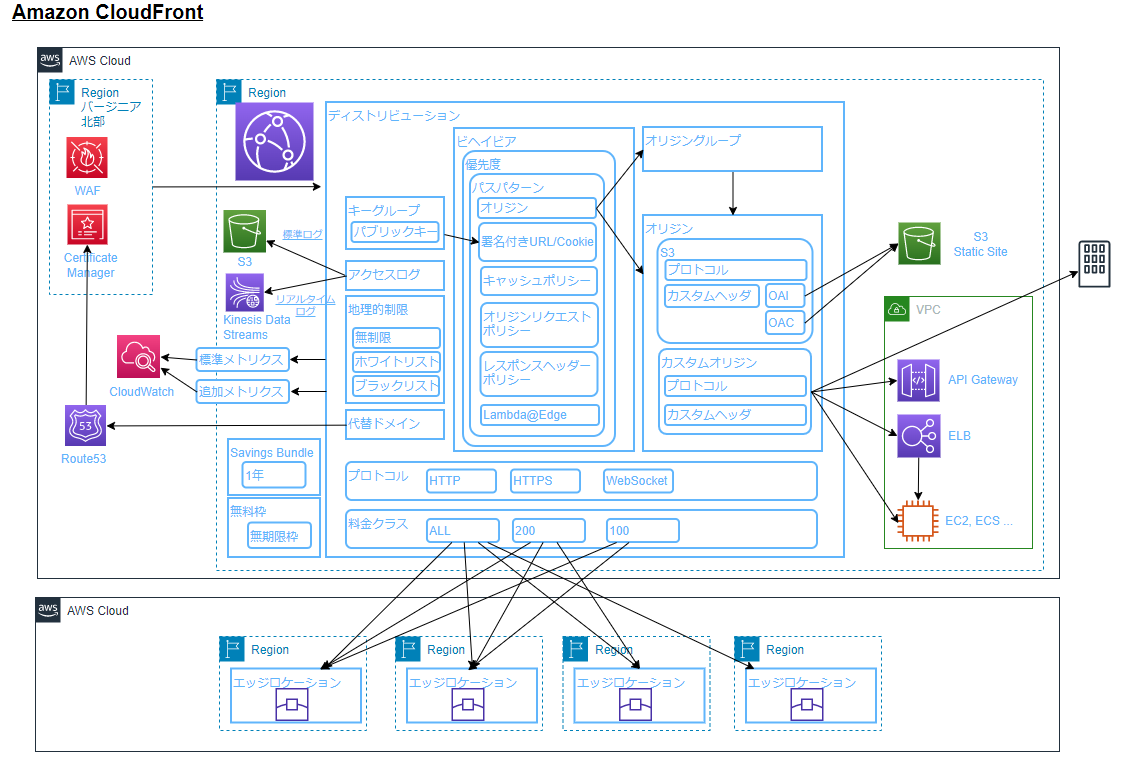 Amazon CloudFront
aws
AWS Cloud
Region
バージニア
北部
WAF
Certificate
Manager
Region
ディストリビューション
キーグループ
パブリックキー
標準ログ
S3
アクセスログ
リアルタイム
ログ
Kinesis Data
Streams
地理的制限
無制限
ホワイトリスト
ブラックリスト
標準メトリクス
追加メトリクス
CloudWatch
代替ドメイン
53
Route53
Savings Bundle
1年
無料枠
無期限枠
ビヘイビア
優先度
パスパターン
オリジン
署名付きURL/Cookie
キャッシュポリシー
オリジンリクエスト
ポリシー
レスポンスヘッダー
ポリシー
Lambda@Edge
オリジングループ
オリジン
S3
プロトコル
カスタムヘッダ
OAI
OAC
カスタムオリジン
プロトコル
カスタムヘッダ
プロトコル
HTTP
HTTPS
WebSocket
料金クラス
ALL
200
100
S3
Static Site
VPC
API Gateway
ELB
EC2, ECS ...
aws
AWS Cloud
Region
エッジロケーション
Region
エッジロケーション
Region
エッジロケーション
Region
エッジロケーション